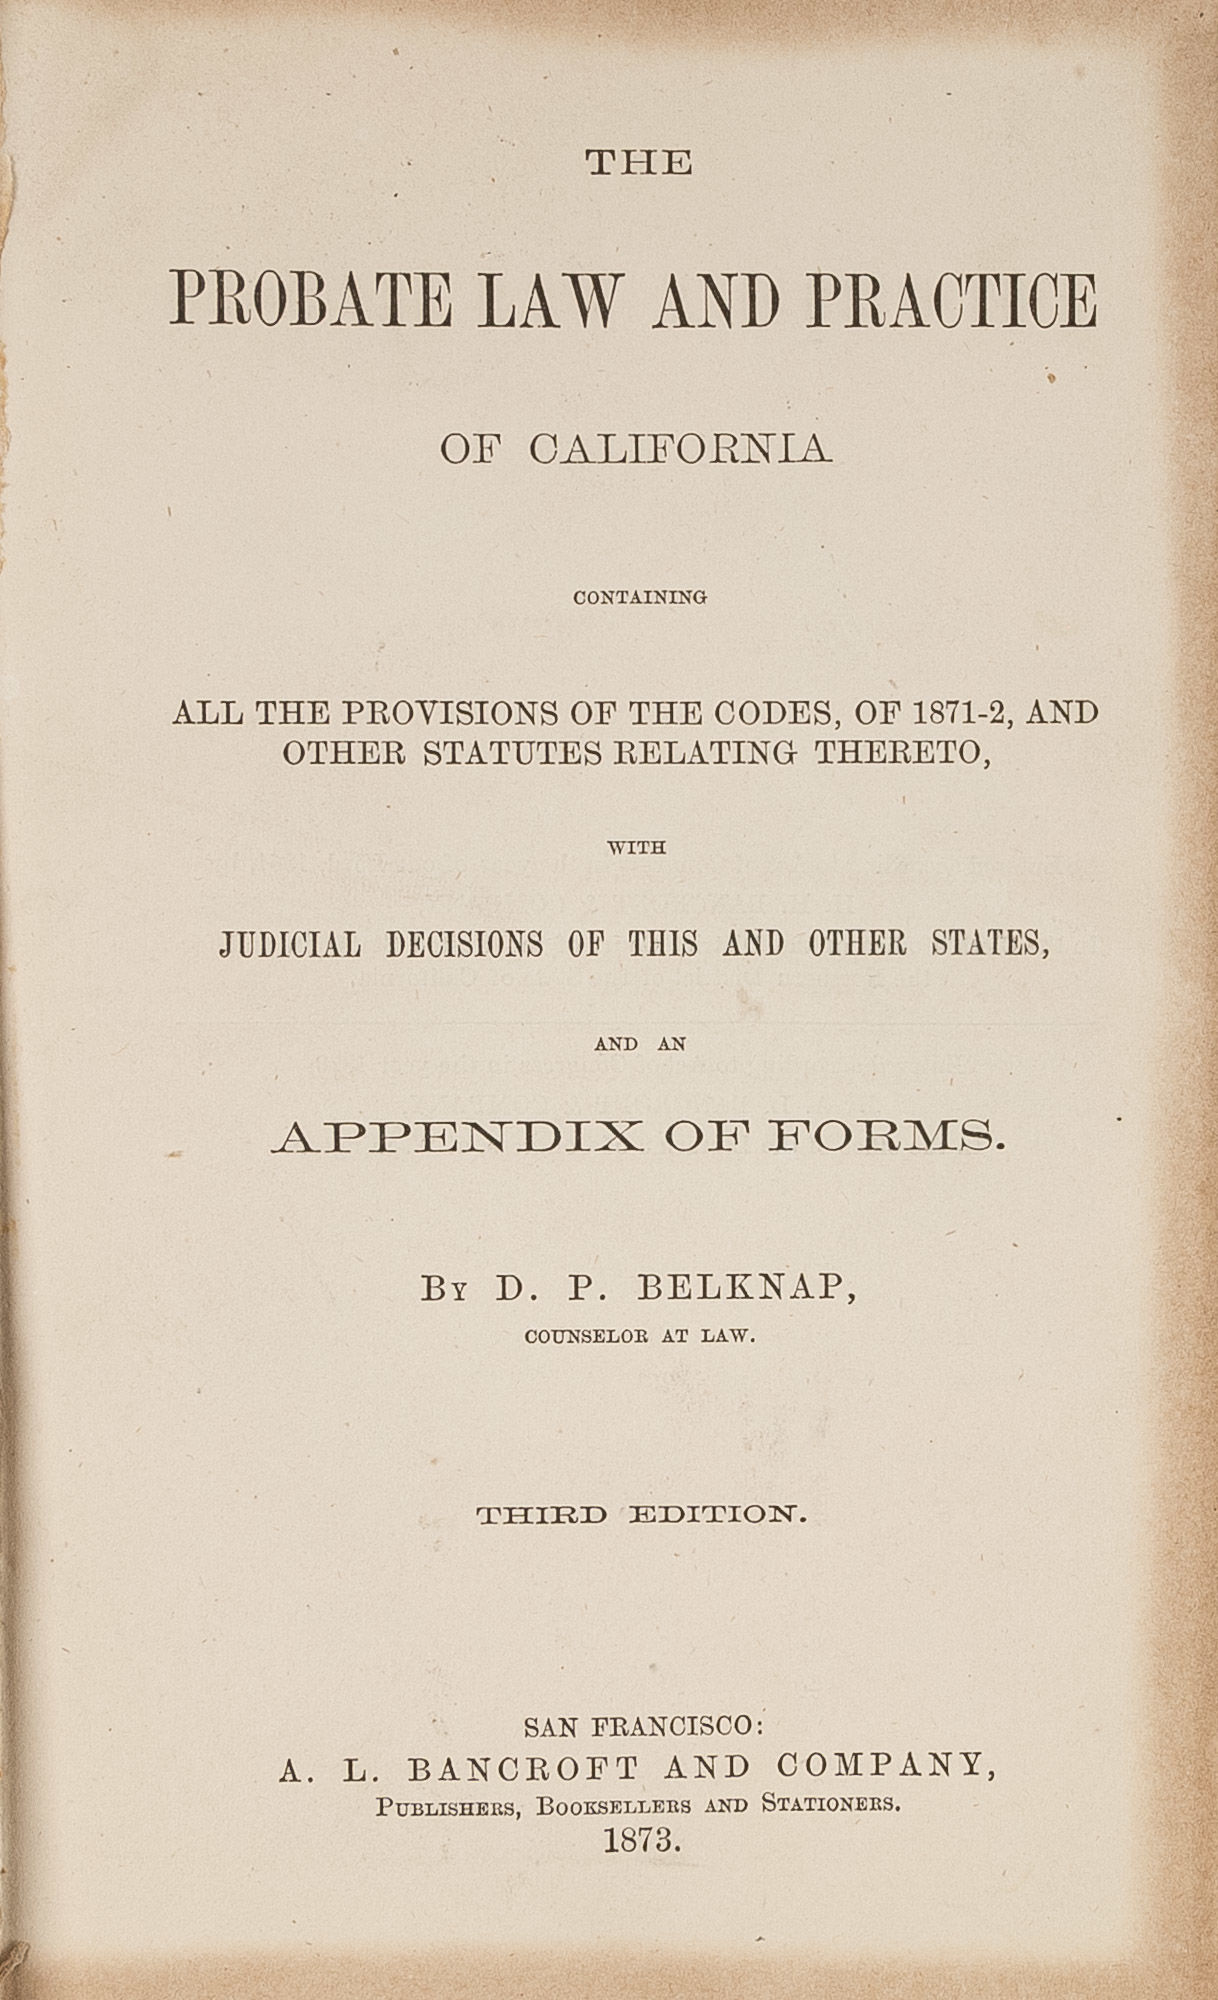 THE
PROBATE LAW AND PRACTICE
OF CALIFORNIA
CONTAINING
ALL THE PROVISIONS OF THE CODES, OF 1871-2, AND
OTHER STATUTES RELATING THERETO,
WITH
JUDICIAL DECISIONS OF THIS AND OTHER STATES,
AND AN
APPENDIX OF FORMS.
BY D. P. BELKNAP,
COUNSELOR AT LAW.
THIRD EDITION.
SAN FRANCISCO:
A. L. BANCROFT AND COMPANY,
PUBLISHERS, BOOKSELLERS AND STATIONERS.
1873.